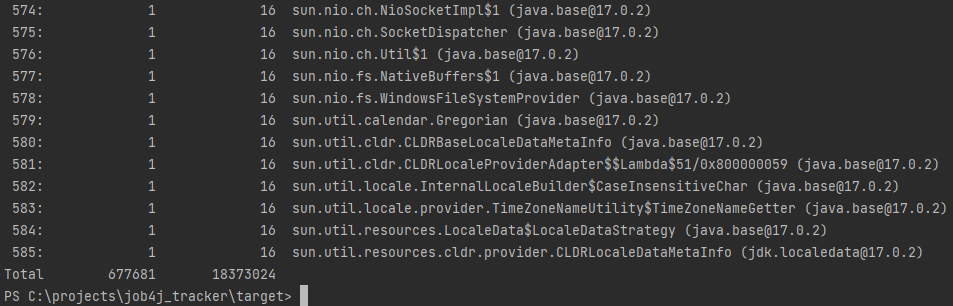 574:             1             16  sun.nio.ch.NioSocketImpl$1 (java.base@17.0.2)
575:             1             16  sun.nio.ch.SocketDispatcher (java.base@17.0.2)
576:             1             16  sun.nio.ch.Util$1 (java.base@17.0.2)
577:             1             16  sun.nio.fs.NativeBuffers$1 (java.base@17.0.2)
578:             1             16  sun.nio.fs.WindowsFileSystemProvider (java.base@17.0.2)
579:             1             16  sun.util.calendar.Gregorian (java.base@17.0.2)
580:             1             16  sun.util.cldr.CLDRBaseLocaleDataMetaInfo (java.base@17.0.2)
581:             1             16  sun.util.cldr.CLDRLocaleProviderAdapter$$Lambda$51/0x800000059 (java.base@17.0.2)
582:             1             16  sun.util.locale.InternalLocaleBuilder$CaseInsensitiveChar (java.base@17.0.2)
583:             1             16  sun.util.locale.provider.TimeZoneNameUtility$TimeZoneNameGetter (java.base@17.0.2)
584:             1             16  sun.util.resources.LocaleData$LocaleDataStrategy (java.base@17.0.2)
585:             1             16  sun.util.resources.cldr.provider.CLDRLocaleDataMetaInfo (jdk.localedata@17.0.2)
Total        677681       18373024
PS C:\projects\job4j_tracker\target>